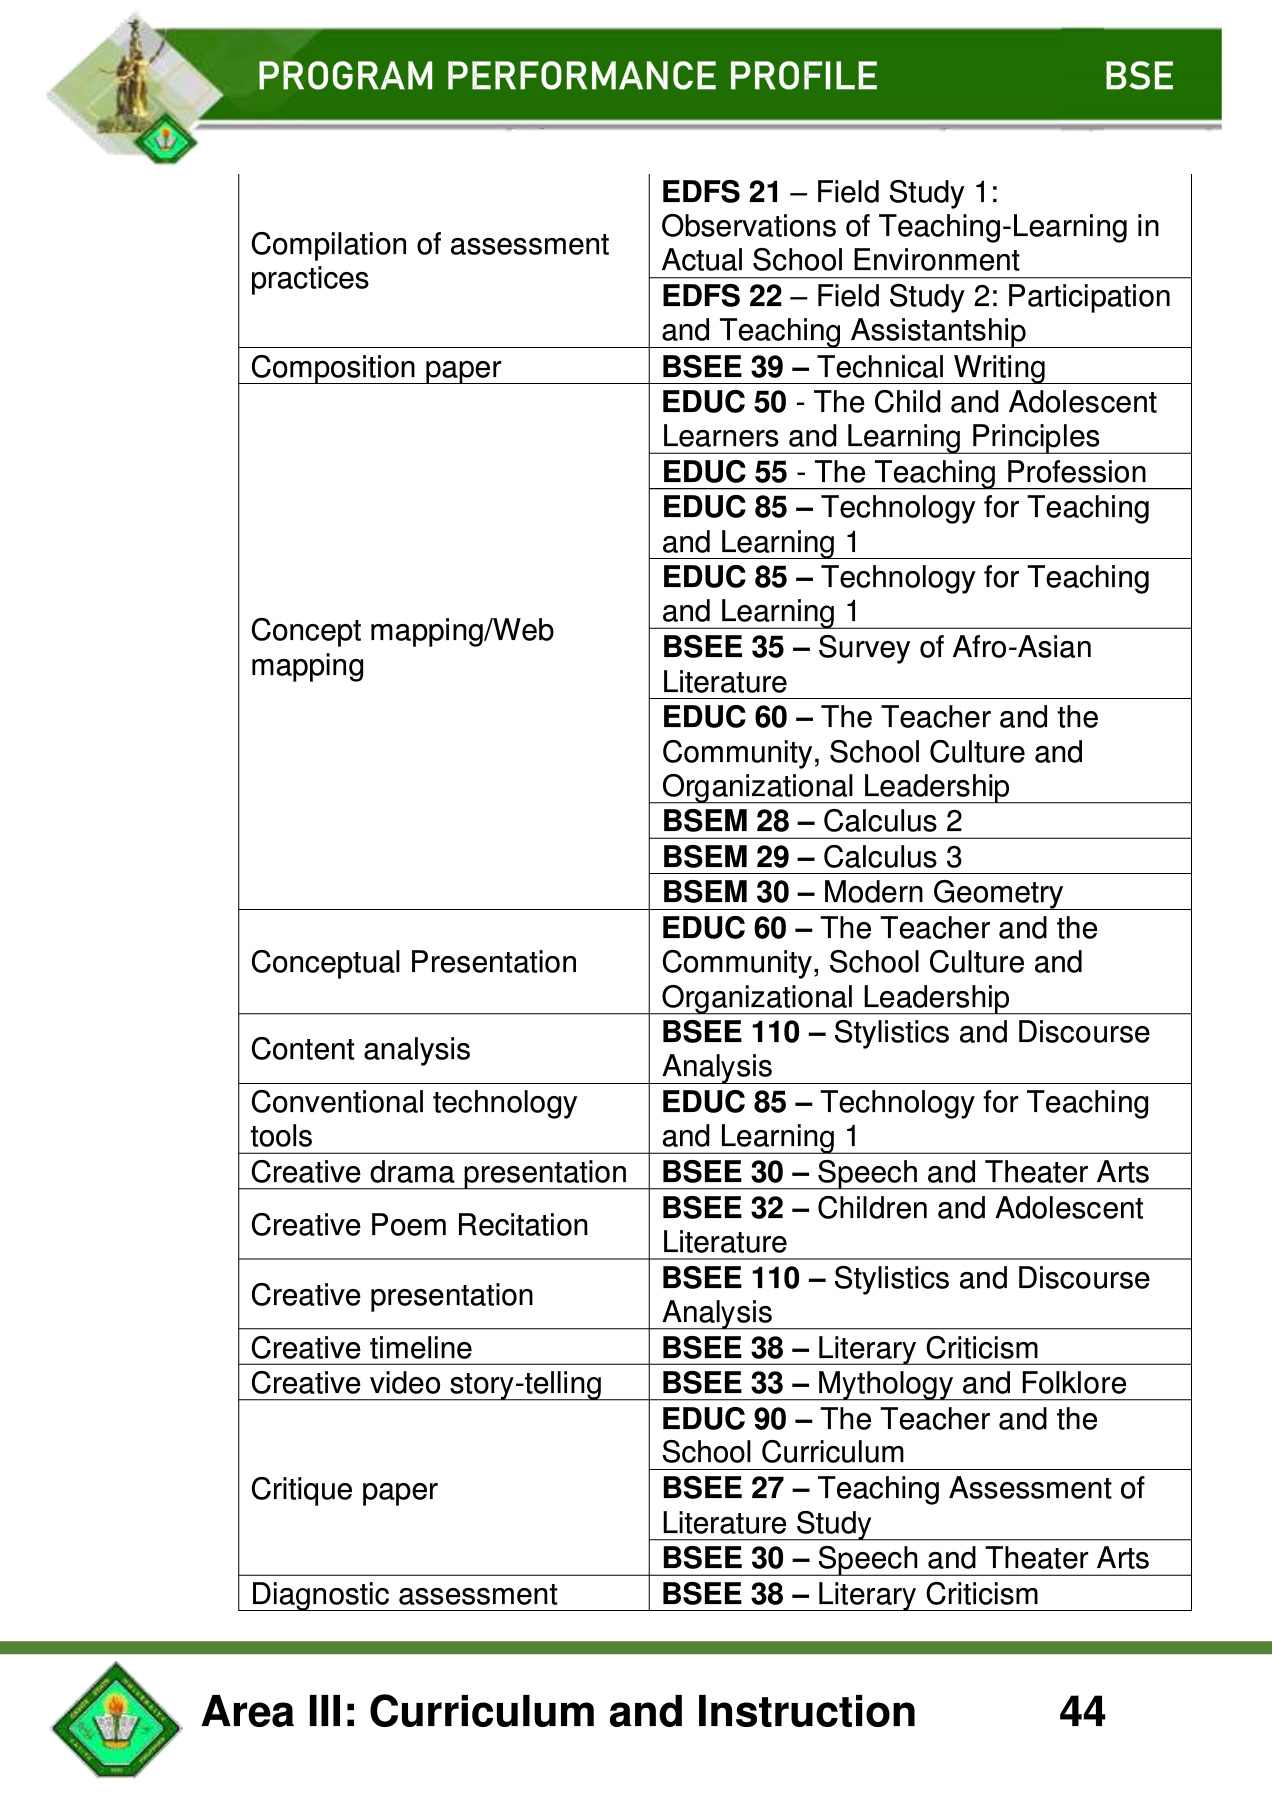 PROGRAM PERFORMANCE PROFILE BSE
Compilation of assessment
practices
EDFS 21 – Field Study 1:
Observations of Teaching-Learning in
Actual School Environment
EDFS 22 – Field Study 2: Participation
and Teaching Assistantship
Composition paper
BSEE 39 – Technical Writing
Concept mapping/Web
mapping
EDUC 50 - The Child and Adolescent
Learners and Learning Principles
EDUC 55 - The Teaching Profession
EDUC 85 – Technology for Teaching
and Learning 1
EDUC 85 – Technology for Teaching
and Learning 1
BSEE 35 – Survey of Afro-Asian
Literature
EDUC 60 – The Teacher and the
Community, School Culture and
Organizational Leadership
BSEM 28 – Calculus 2
BSEM 29 – Calculus 3
BSEM 30 – Modern Geometry
Conceptual Presentation
EDUC 60 – The Teacher and the
Community, School Culture and
Organizational Leadership
Content analysis
BSEE 110 – Stylistics and Discourse
Analysis
Conventional technology
tools
EDUC 85 – Technology for Teaching
and Learning 1
Creative drama presentation
BSEE 30 – Speech and Theater Arts
Creative Poem Recitation
BSEE 32 – Children and Adolescent
Literature
Creative presentation
BSEE 110 – Stylistics and Discourse
Analysis
Creative timeline
BSEE 38 – Literary Criticism
Creative video story-telling
BSEE 33 – Mythology and Folklore
Critique paper
EDUC 90 – The Teacher and the
School Curriculum
BSEE 27 – Teaching Assessment of
Literature Study
BSEE 30 – Speech and Theater Arts
Diagnostic assessment
BSEE 38 – Literary Criticism
Area III: Curriculum and Instruction 44